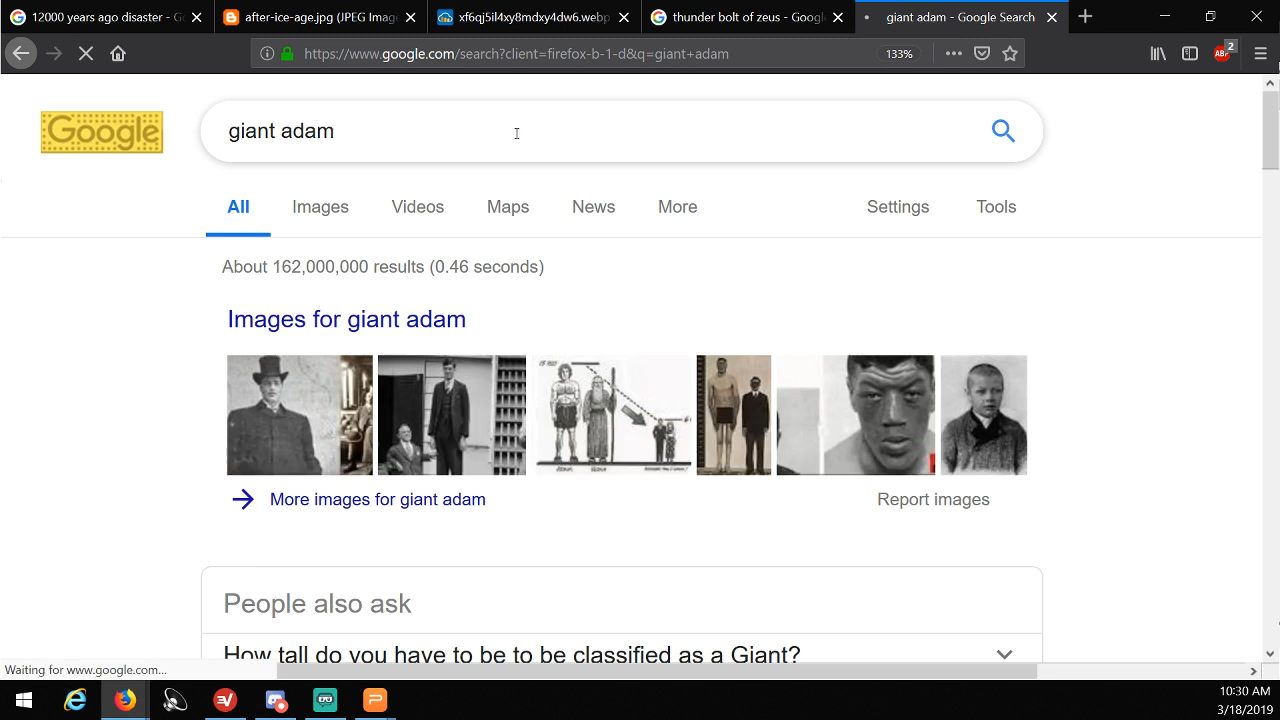 12000 years ago disaster - G
after-ice-age.jpg (JPEG Imag
xf6qj5l4xy8mdxy4dw6.webp
thunder bolt of zeus - Googl
giant adam - Google Search
https://www.google.com/search?client=firefox-b-1-d&q=giant+adam
133%
ABP
2
Google
giant adam
All
Images
Videos
Maps
News
More
Settings
Tools
About 162,000,000 results (0.46 seconds)
Images for giant adam
More images for giant adam
Report images
People also ask
How tall do you have to be to be classified as a Giant?
Waiting for www.google.com...
10:30 AM
3/18/2019